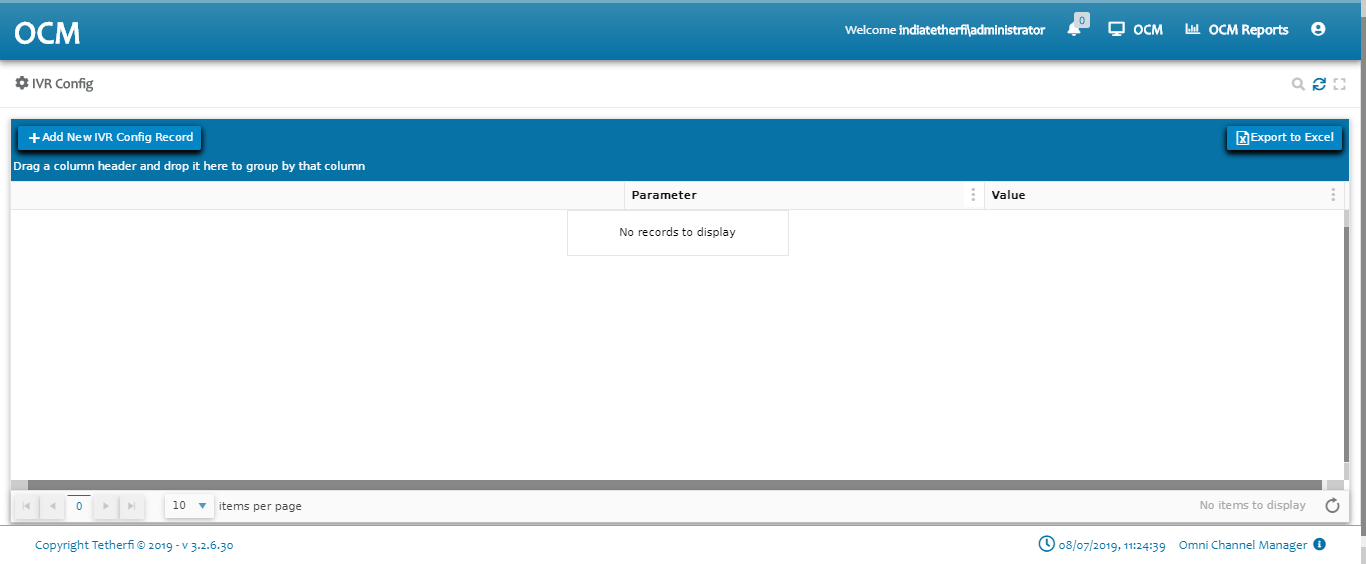 OCM
Welcome indiatetherfi\administrator
0
OCM
OCM Reports
IVR Config
Add New IVR Config Record
Export to Excel
Drag a column header and drop it here to group by that column
Parameter
Value
No records to display
0
10
items per page
No items to display
Copyright Tetherfi © 2019 - v 3.2.6.30
08/07/2019, 11:24:39
Omni Channel Manager